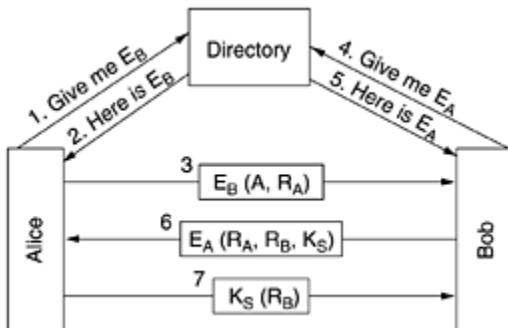 Directory
1. Give me E_B
2. Here is E_B
4. Give me E_A
5. Here is E_A
Alice
Bob
3
E_B (A, R_A)
6
E_A (R_A, R_B, K_S)
7
K_S (R_B)